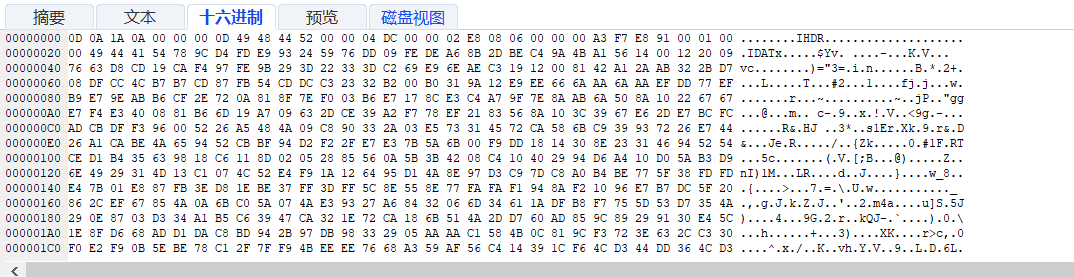 摘要 文本 十六进制 预览 磁盘视图
00000000 0D 0A 1A 0A 00 00 00 0D 49 48 44 52 00 00 04 DC 00 00 02 E8 08 06 00 00 00 A3 F7 E8 91 00 01 00 ........IHDR....................
00000020 00 49 44 41 54 78 9C D4 FD E9 93 24 59 76 DD 09 FE DE A6 8B 2D BE C4 9A 4B A1 56 14 00 12 20 09 .IDATx.....$Yv. .....-...K.V... .
00000040 76 63 D8 CD 19 CA F4 97 FE 9B 29 3D 22 33 3D C2 69 E9 6E AE C3 19 12 00 81 42 A1 2A AB 32 2B D7 vc........)="3=.i.n......B.*.2+.
00000060 08 DF CC 4C B7 B7 CD 87 FB 54 CD DC C3 23 32 32 B2 00 B0 31 9A 12 E9 EE 66 6A AA 6A AA EF DD 77 EF ...L.....T...#2...1....fj.j...w.
00000080 B9 E7 9E AB B6 CF 2E 72 0A 81 8F 7E F0 03 B6 E7 17 8C E3 C4 A7 9F 7E 8A AB 6A 50 8A 10 22 67 67 .......r...~..........~..jP.."gg
000000A0 E7 F4 E3 40 08 81 B6 6D 19 A7 09 63 2D CE 39 A2 F7 78 EF 21 83 56 8A 10 3C 39 67 E6 2D E7 BC FC ...@...m.. c-.9..x.!.V..<9g.-...
000000C0 AD CB DF F3 96 00 52 26 A5 48 4A 09 C8 90 33 2A 03 E5 73 31 45 72 CA 58 6B C9 39 39 93 72 26 E7 44 ......R&.HJ ..3*..s1Er.Xk.9.r&.D
000000E0 26 A1 CA BE 4A 65 94 52 CB BF 94 D2 F2 2F E7 E3 7B 5A 6B 00 F9 DD 18 14 30 8E 23 31 46 94 52 54 &...Je.R...../..{Zk.....0.#1F.RT
00000100 CE D1 B4 35 63 98 18 C6 11 8D 02 05 28 85 56 0A 5B 3B 42 08 C4 10 40 29 94 D6 A4 10 D0 5A B3 D9 ...5c.......(.V.[;B...@).....Z..
00000120 6E 49 29 31 4D 13 C1 07 4C 52 E4 F9 1A 12 64 95 D1 4A 8E 97 D3 C9 7D C8 A0 B4 BE 77 5F 38 FD FD nI)1M...LR....d..J....}....w_8..
00000140 E4 7B 01 E8 87 FB 3E D8 1E BE 37 FF 3D FF 5C 8E 55 8E 77 FA FA F1 94 8A F2 10 96 E7 B7 DC 5F 20 .{....>...7.=.\.U.w..........._
00000160 86 2C EF 67 85 4A 0A 6B C0 5A 07 4A E3 93 27 A6 84 32 06 6D 34 61 1A DF B8 F7 75 5D 53 D7 35 4A .,.g.J.k.Z.J..'..2.m4a....u]S.5J
00000180 29 0E 87 03 D3 34 A1 B5 C6 39 47 CA 32 1E 72 CA 18 6B 51 4A 2D D7 60 AD 85 9C 89 29 91 30 E4 5C )....4...9G.2.r..kQJ-.`....).0.\
000001A0 1E 8F D6 68 AD D1 DA C8 BD 94 2B 97 DB 98 33 29 05 AA AA C1 58 4B 0C 81 9C F3 72 3E 63 2C C3 30 ...h......+...3)....XK....r>c,.0
000001C0 F0 E2 F9 0B 5E BE 78 C1 2F 7F F9 4B EE EE 76 68 A3 59 AF 56 C4 14 39 1C F6 4C D3 44 DD 36 4C D3 ....^.x./..K..vh.Y.V..9..L.D.6L.